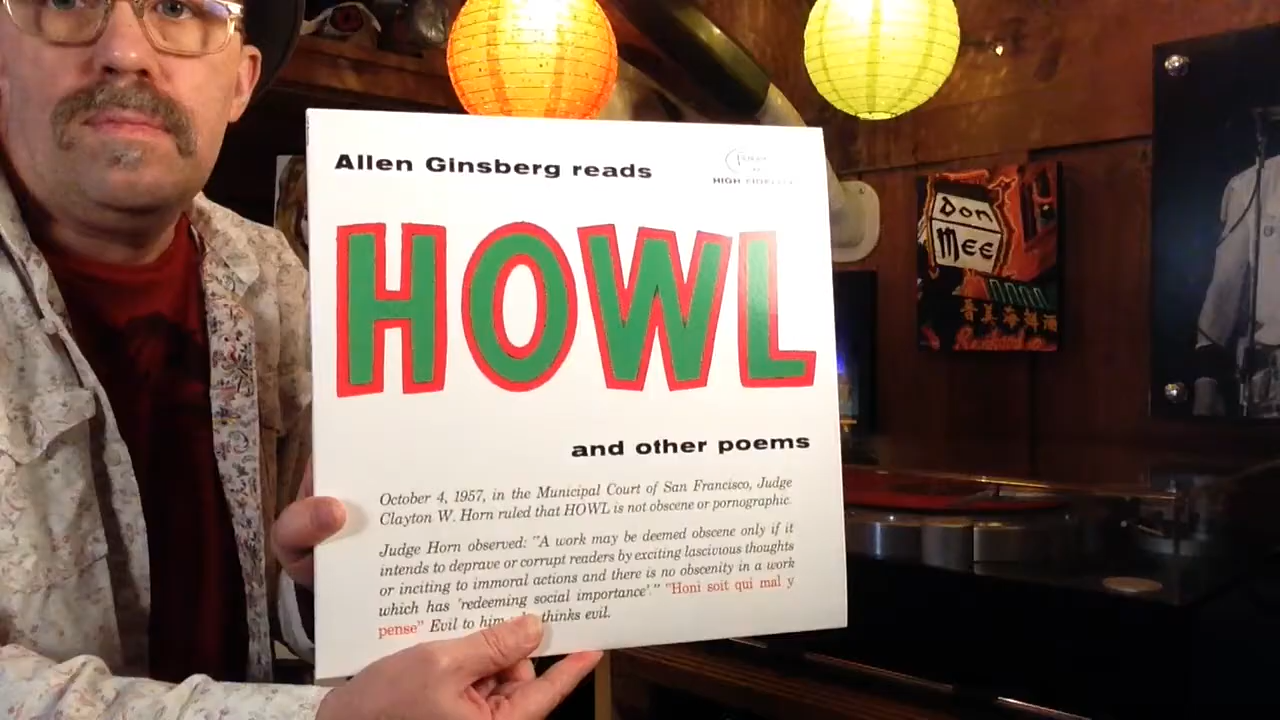 Allen Ginsberg reads
HIGH FIDELITY
HOWL
and other poems
October 4, 1957, in the Municipal Court of San Francisco, Judge
Clayton W. Horn ruled that HOWL is not obscene or pornographic.
Judge Horn observed: "A work may be deemed obscene only if it
intends to deprave or corrupt readers by exciting lascivious thoughts
or inciting to immoral actions and there is no obscenity in a work
which has 'redeeming social importance'." "Honi soit qui mal y
pense" Evil to him thinks evil.
Don
Mee